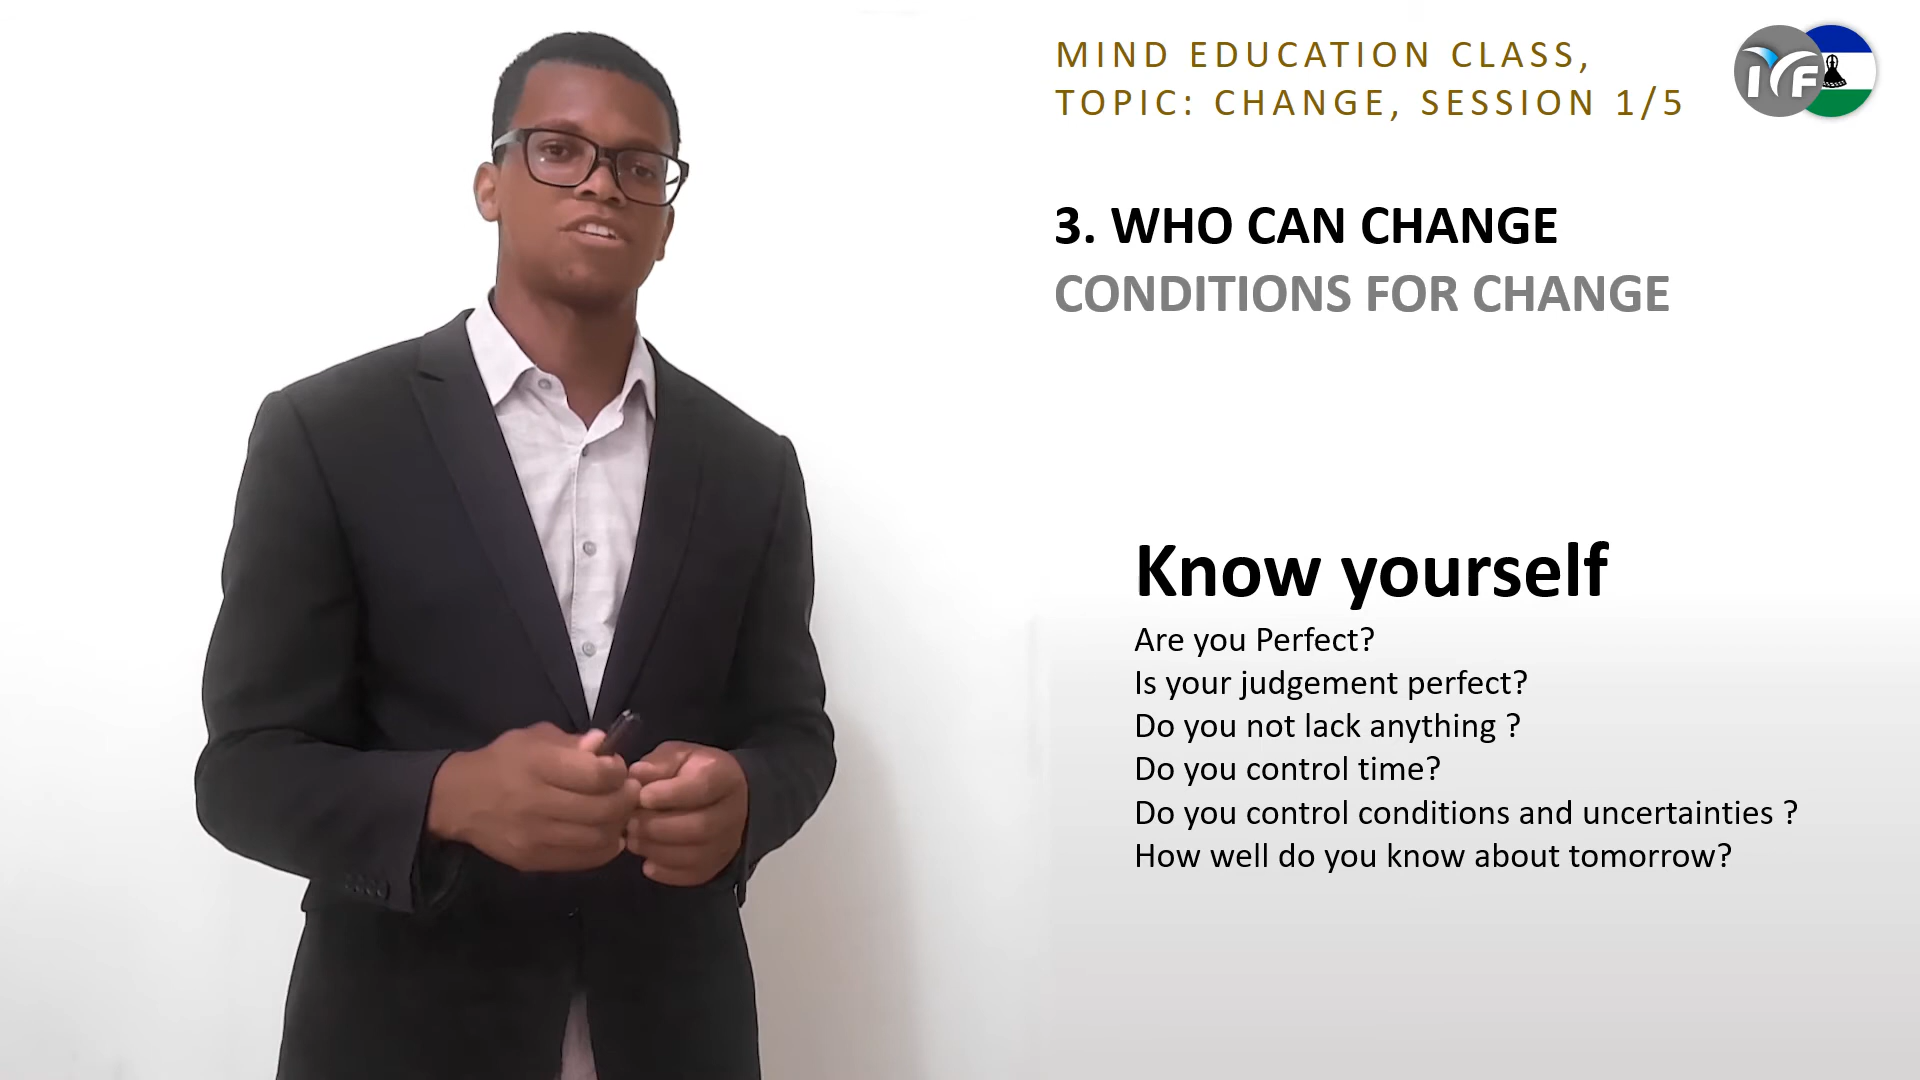 MIND EDUCATION CLASS,
TOPIC: CHANGE, SESSION 1/5
IYF
3. WHO CAN CHANGE
CONDITIONS FOR CHANGE
Know yourself
Are you Perfect?
Is your judgement perfect?
Do you not lack anything ?
Do you control time?
Do you control conditions and uncertainties ?
How well do you know about tomorrow?